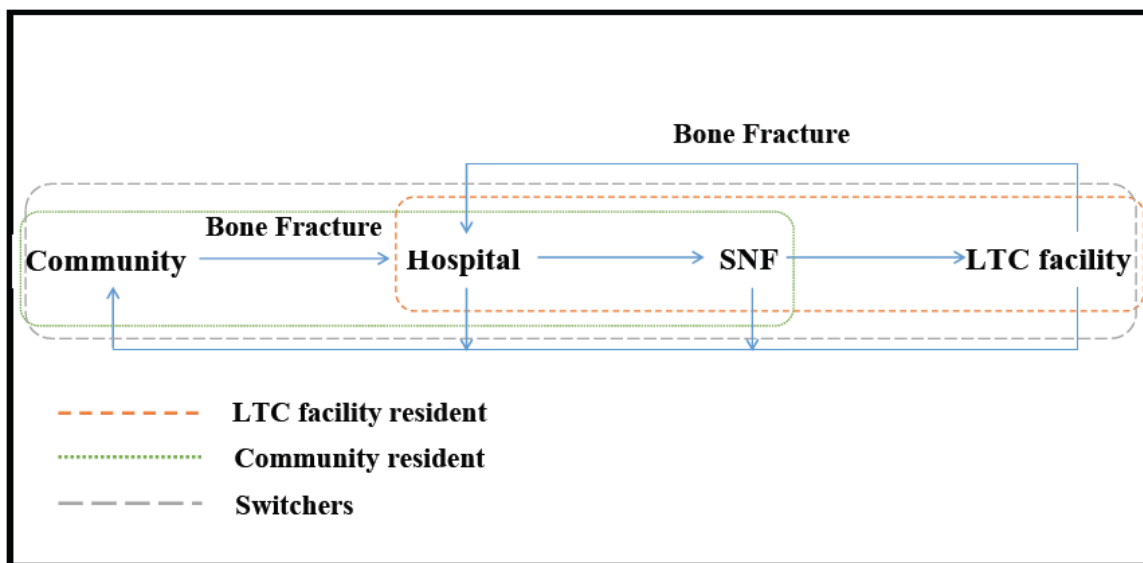 Bone Fracture
Bone Fracture
Community
Hospital
SNF
LTC facility
LTC facility resident
Community resident
Switchers